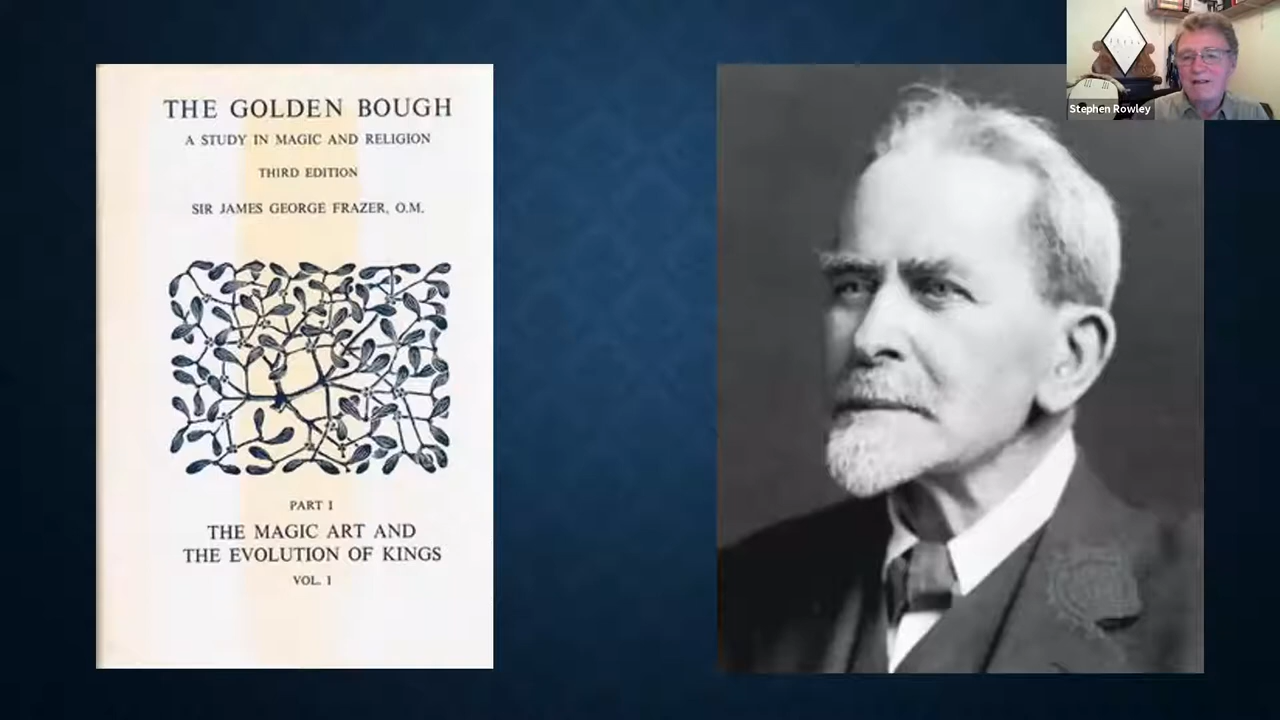 THE GOLDEN BOUGH
A STUDY IN MAGIC AND RELIGION
THIRD EDITION
SIR JAMES GEORGE FRAZER, O.M.
PART I
THE MAGIC ART AND
THE EVOLUTION OF KINGS
VOL. I
Stephen Rowley